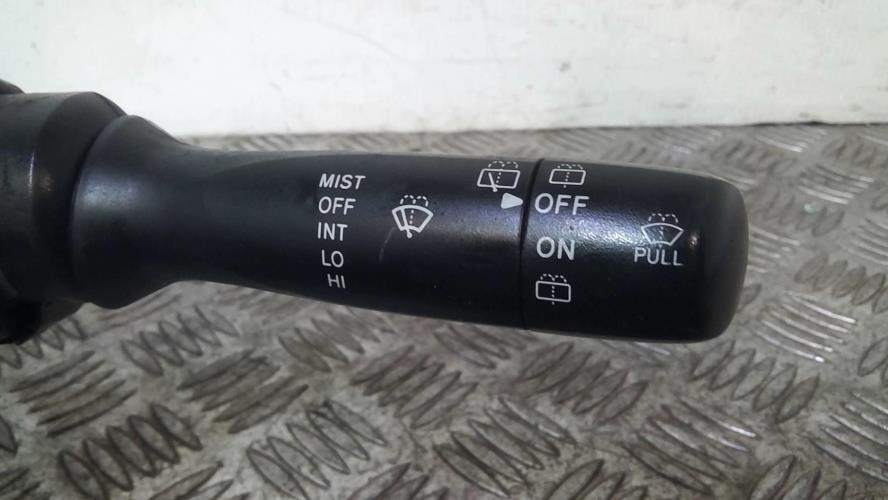 MIST
OFF
INT
LO
HI
OFF
ON
PULL